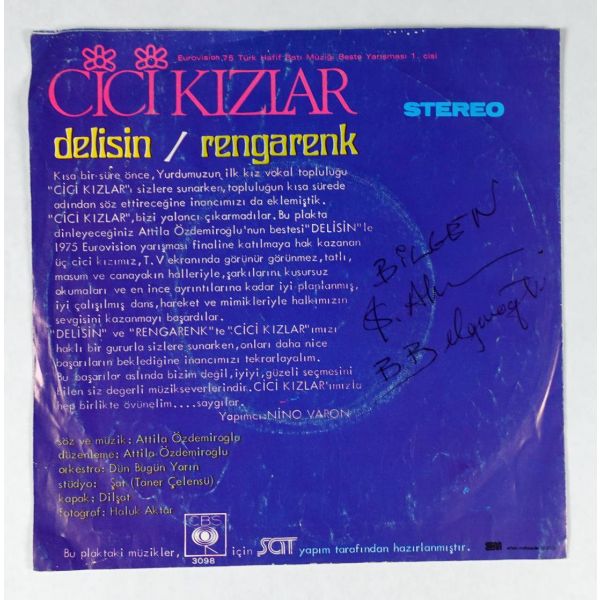 Eurovision,75 Türk Hafif Batı Müziği Beste Yarışması 1. cisi
CİCİ KIZLAR
STEREO
delisin / rengarenk
Kısa bir süre önce, Yurdumuzun ilk kız vokal topluluğu
"CİCİ KIZLAR"ı sizlere sunarken,topluluğun kısa sürede
adından söz ettireceğine inancımızı da eklemiştik.
"CİCİ KIZLAR",bizi yalancı çıkarmadılar. Bu plakta
dinleyeceğiniz Attila Özdemiroğlu'nun bestesi "DELİSİN"le
1975 Eurovision yarışması finaline katılmaya hak kazanan
üç cici kızımız, T.V ekranında görünür görünmez,tatlı,
masum ve canayakın halleriyle,şarkılarını kusursuz
okumaları ve en ince ayrıntılarına kadar iyi planlanmış,
iyi çalışılmış dans,hareket ve mimikleriyle halkımızın
sevgisini kazanmayı başardılar.
"DELİSİN" ve "RENGARENK"te "CİCİ KIZLAR"ımızı
haklı bir gururla sizlere sunarken,onları daha nice
başarıların beklediğine inancımızı tekrarlayalım.
Bu başarılar aslında bizim değil,iyiyi,güzeli seçmesini
bilen siz değerli müzikseverlerindir.CİCİ KIZLAR'ımızla
hep birlikte övünelim....saygılar.
Yapımcı:NİNO VARON
BİLGEN
söz ve müzik: Attila Özdemiroğlu
düzenleme: Attila Özdemiroğlu
orkestra: Dün Bugün Yarın
stüdyo: Şat (Taner Çelensü)
kapak: Dilşat
fotoğraf: Haluk Aktar
CBS
3098
Bu plaktaki müzikler, için SAT yapım tarafından hazırlanmıştır.